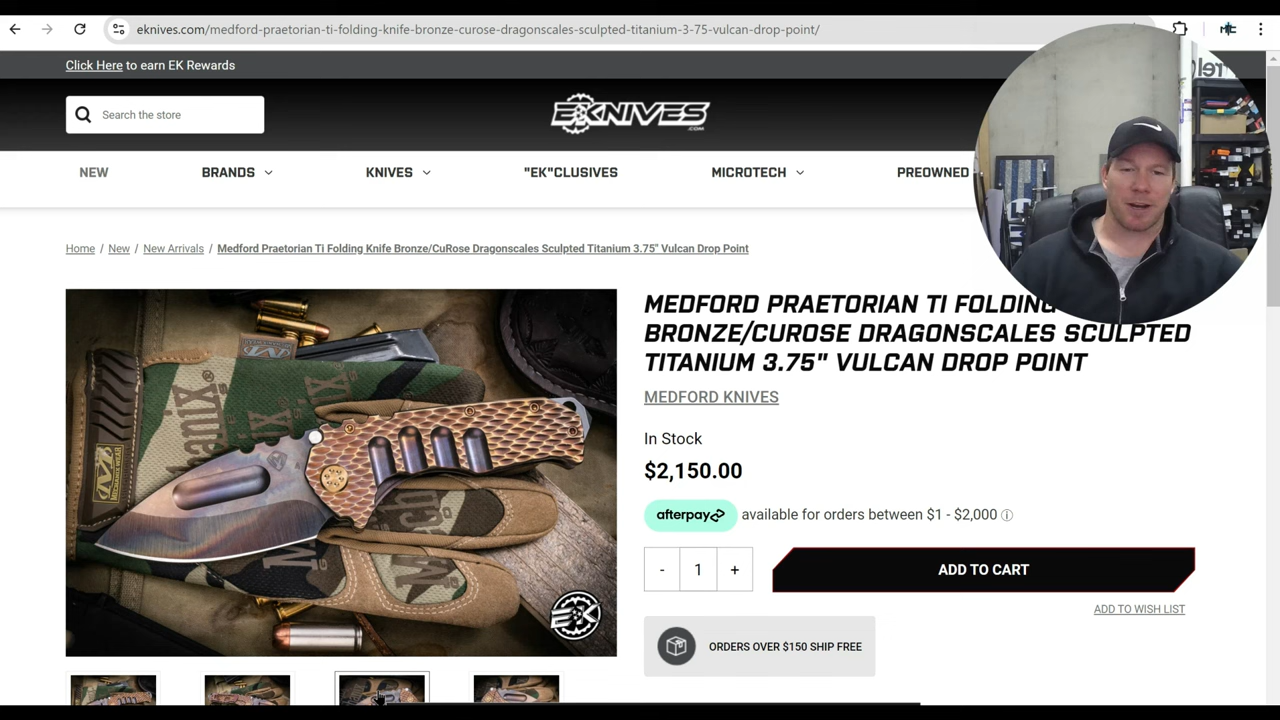 eknives.com/medford-praetorian-ti-folding-knife-bronze-curose-dragonscales-sculpted-titanium-3-75-vulcan-drop-point/
Click Here to earn EK Rewards
Search the store
EKNIVES
.COM
NEW
BRANDS
KNIVES
"EK"CLUSIVES
MICROTECH
PREOWNED
Home / New / New Arrivals / Medford Praetorian Ti Folding Knife Bronze/CuRose Dragonscales Sculpted Titanium 3.75" Vulcan Drop Point
MEDFORD PRAETORIAN TI FOLDING
BRONZE/CUROSE DRAGONSCALES SCULPTED
TITANIUM 3.75" VULCAN DROP POINT
MEDFORD KNIVES
In Stock
$2,150.00
afterpay available for orders between $1 - $2,000
- 1 +
ADD TO CART
ADD TO WISH LIST
ORDERS OVER $150 SHIP FREE
Mechanix
MECHANIX WEAR
EK